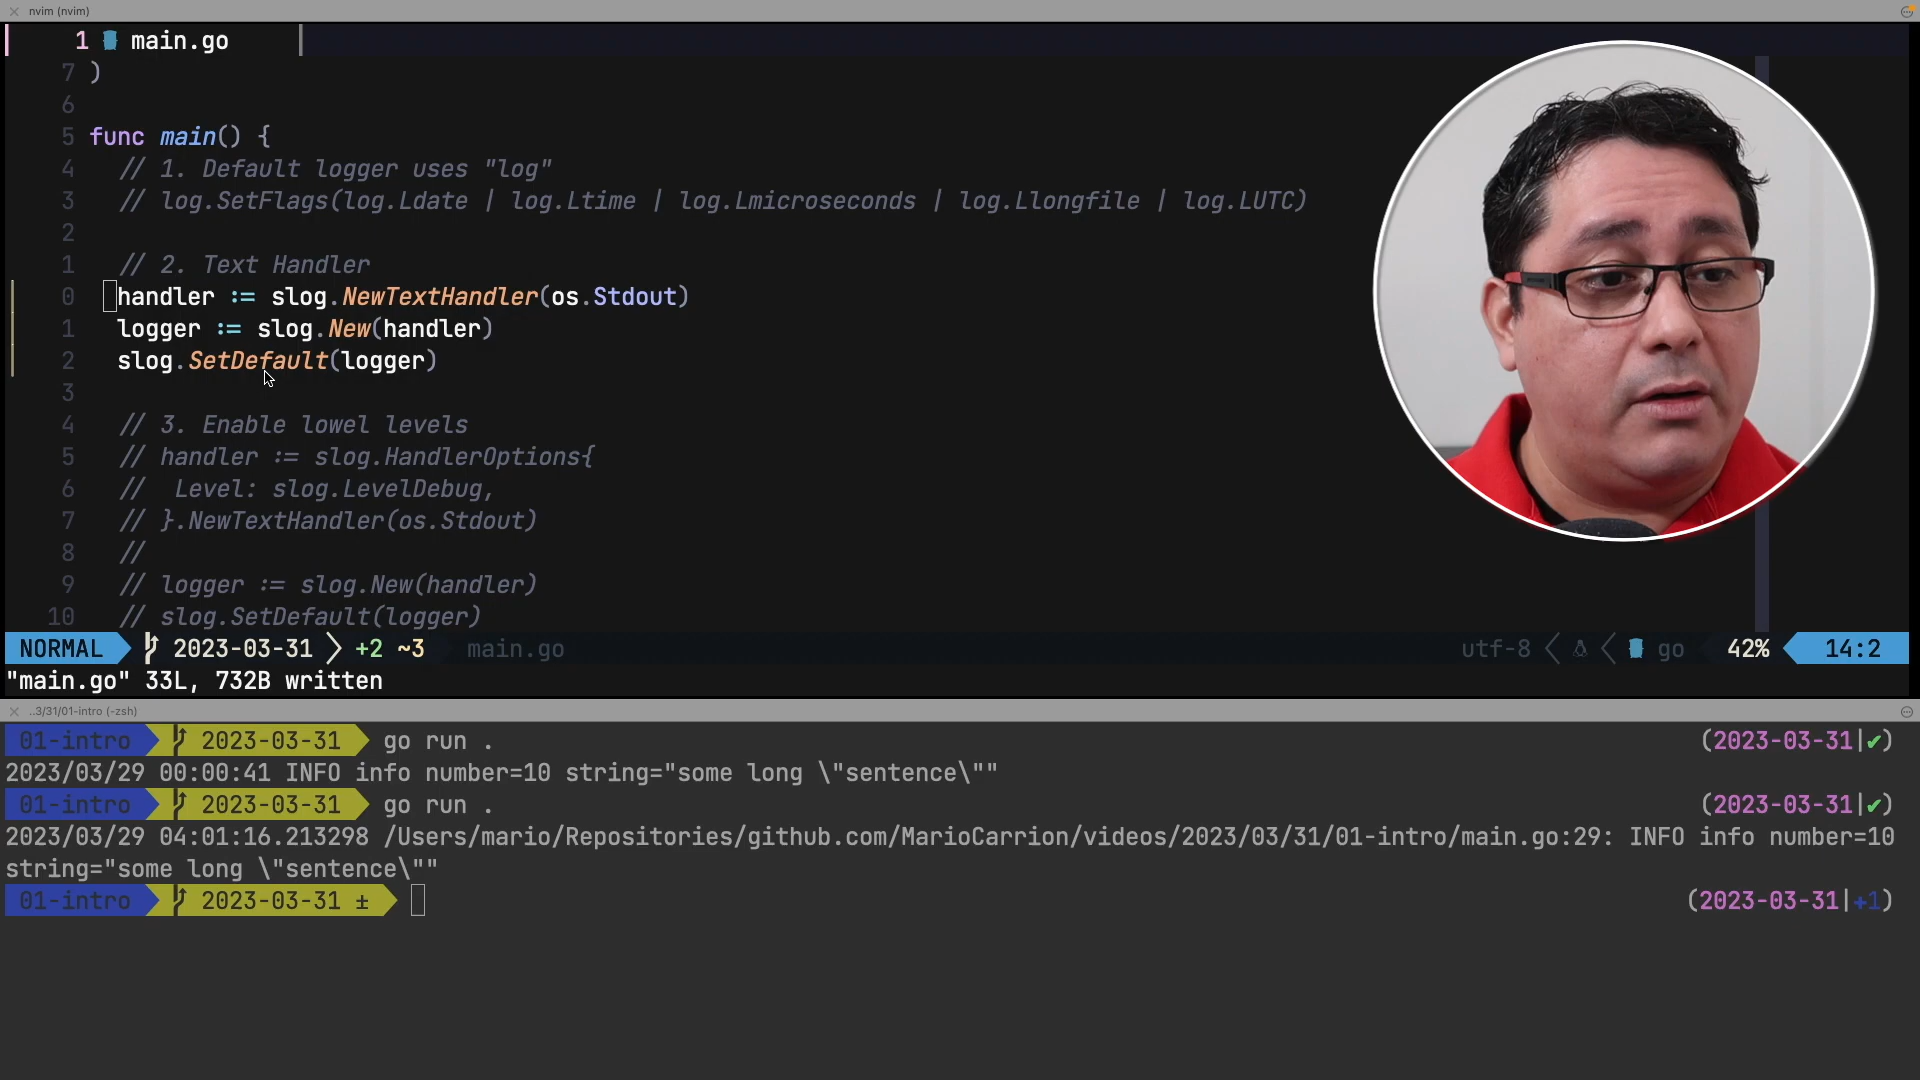 nvim (nvim)
1 main.go
7 )
6
5 func main() {
4 // 1. Default logger uses "log"
3 // log.SetFlags(log.Ldate | log.Ltime | log.Lmicroseconds | log.Llongfile | log.LUTC)
2
1 // 2. Text Handler
0 handler := slog.NewTextHandler(os.Stdout)
1 logger := slog.New(handler)
2 slog.SetDefault(logger)
3
4 // 3. Enable lowel levels
5 // handler := slog.HandlerOptions{
6 // Level: slog.LevelDebug,
7 // }.NewTextHandler(os.Stdout)
8 //
9 // logger := slog.New(handler)
10 // slog.SetDefault(logger)
NORMAL 2023-03-31 +2 ~3 main.go utf-8 go 42% 14:2
"main.go" 33L, 732B written
..3/31/01-intro (-zsh)
01-intro 2023-03-31 go run . (2023-03-31|✔)
2023/03/29 00:00:41 INFO info number=10 string="some long \"sentence\""
01-intro 2023-03-31 go run . (2023-03-31|✔)
2023/03/29 04:01:16.213298 /Users/mario/Repositories/github.com/MarioCarrion/videos/2023/03/31/01-intro/main.go:29: INFO info number=10
string="some long \"sentence\""
01-intro 2023-03-31 ± (2023-03-31|+1)